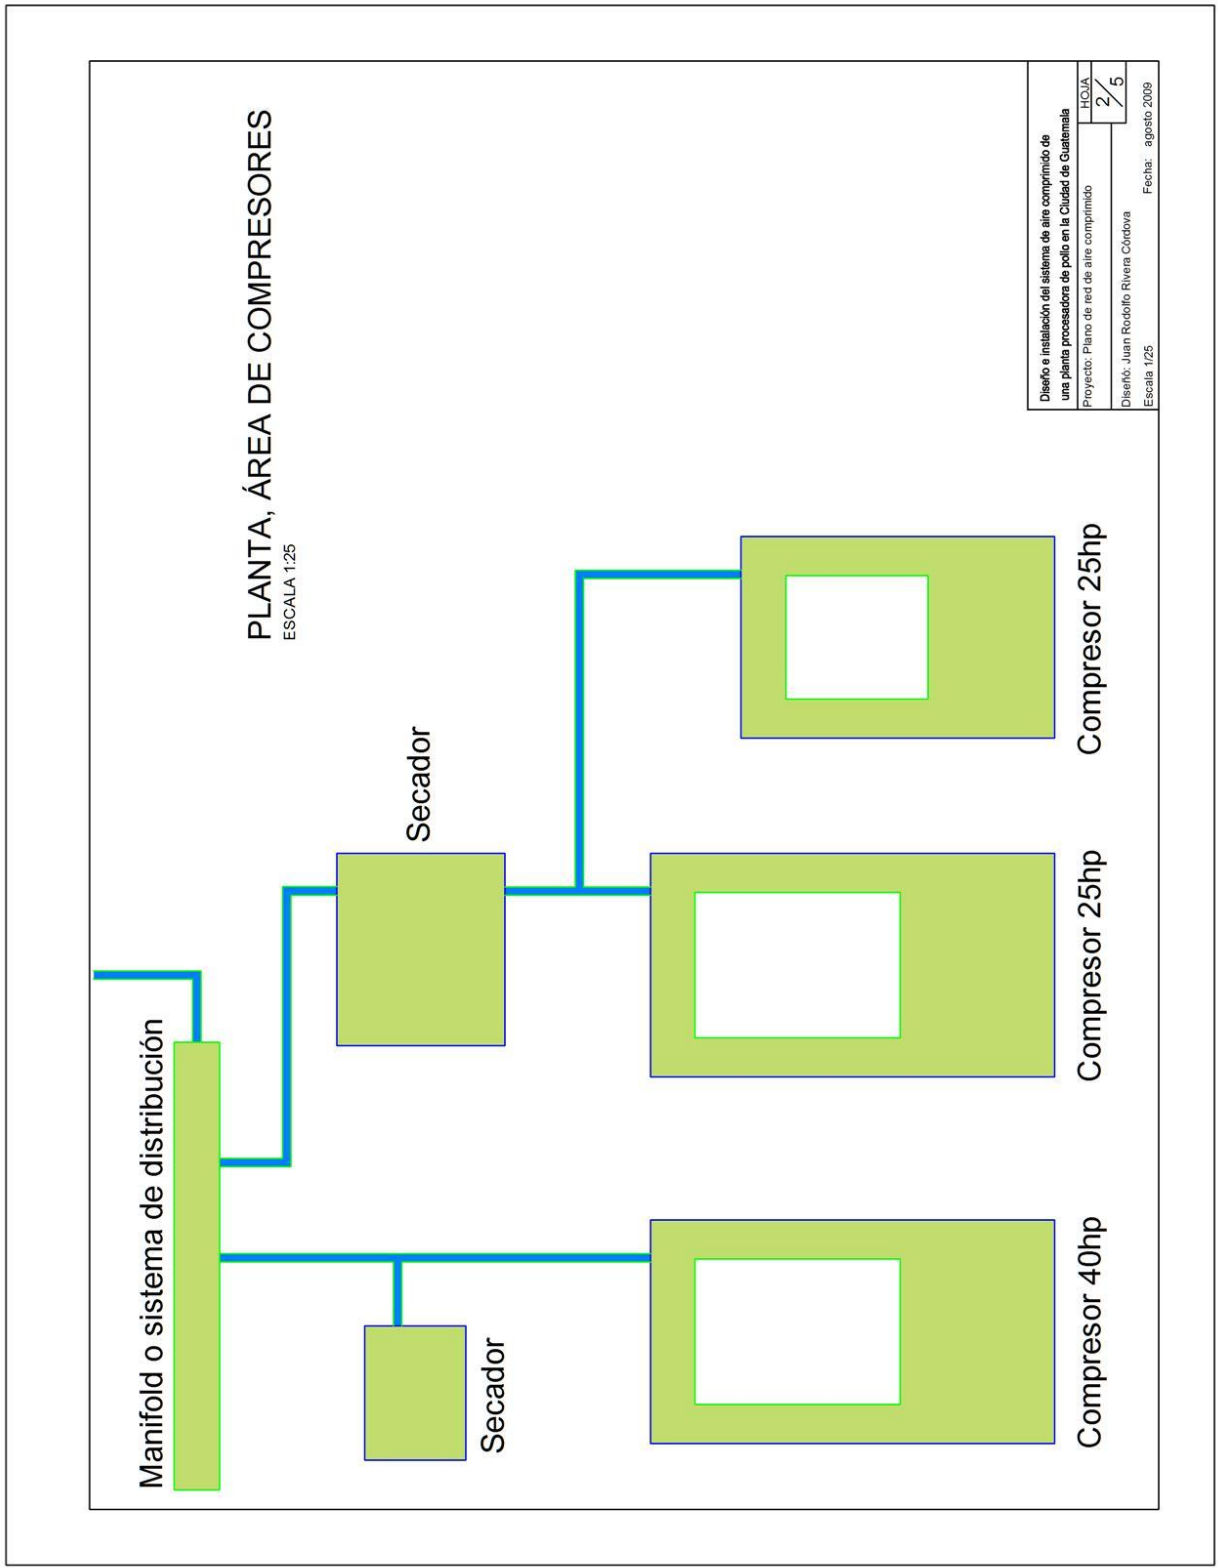 PLANTA, ÁREA DE COMPRESORES
ESCALA 1:25
Manifold o sistema de distribución
Secador
Secador
Compresor 40hp
Compresor 25hp
Compresor 25hp
Diseño e instalación del sistema de aire comprimido de
una planta procesadora de pollo en la Ciudad de Guatemala
Proyecto: Plano de red de aire comprimido
HOJA
2/5
Diseñó: Juan Rodolfo Rivera Córdova
Escala 1/25 Fecha: agosto 2009